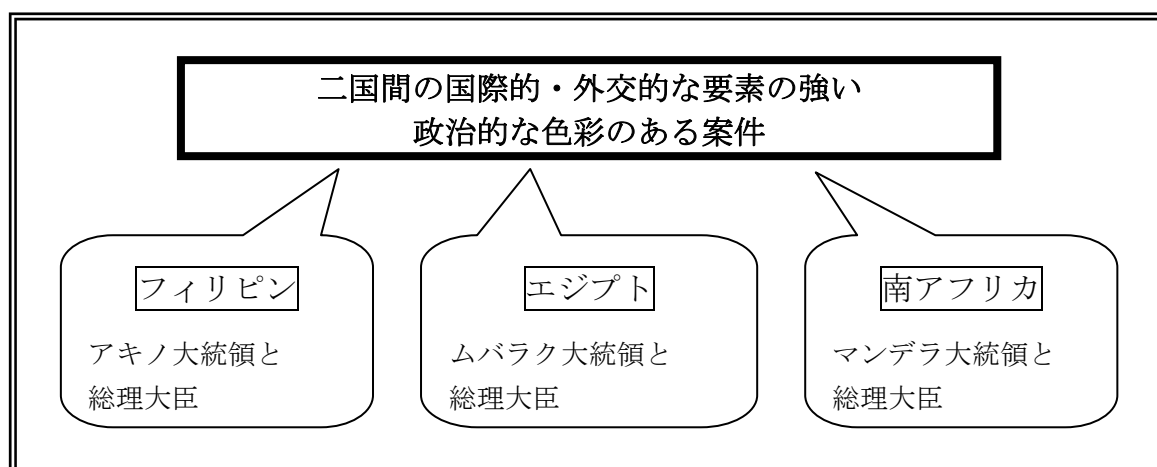 二国間の国際的・外交的な要素の強い
政治的な色彩のある案件
フィリピン
アキノ大統領と
総理大臣
エジプト
ムバラク大統領と
総理大臣
南アフリカ
マンデラ大統領と
総理大臣